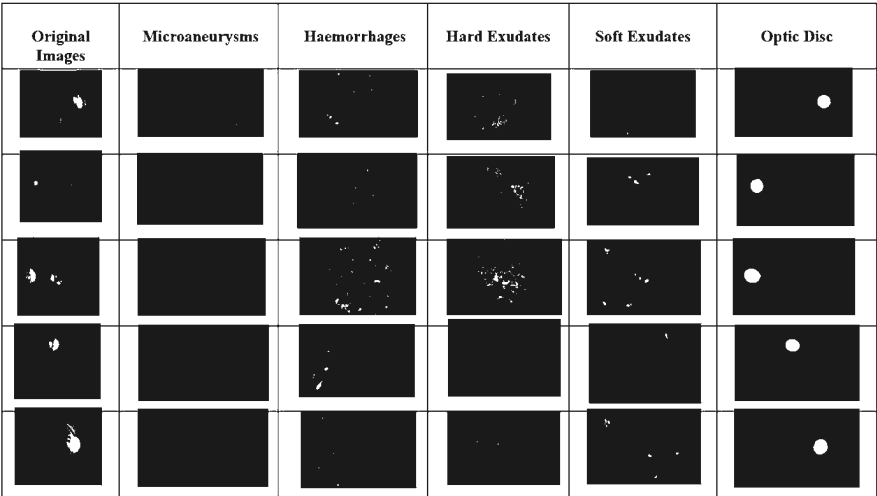 Original Images
Microaneurysms
Haemorrhages
Hard Exudates
Soft Exudates
Optic Disc